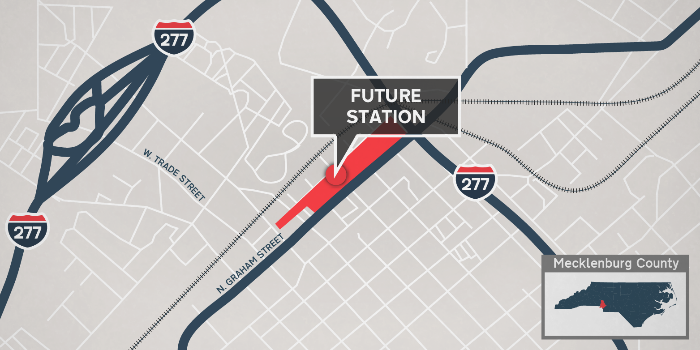 277
FUTURE
STATION
W. TRADE STREET
277
277
N. GRAHAM STREET
Mecklenburg County